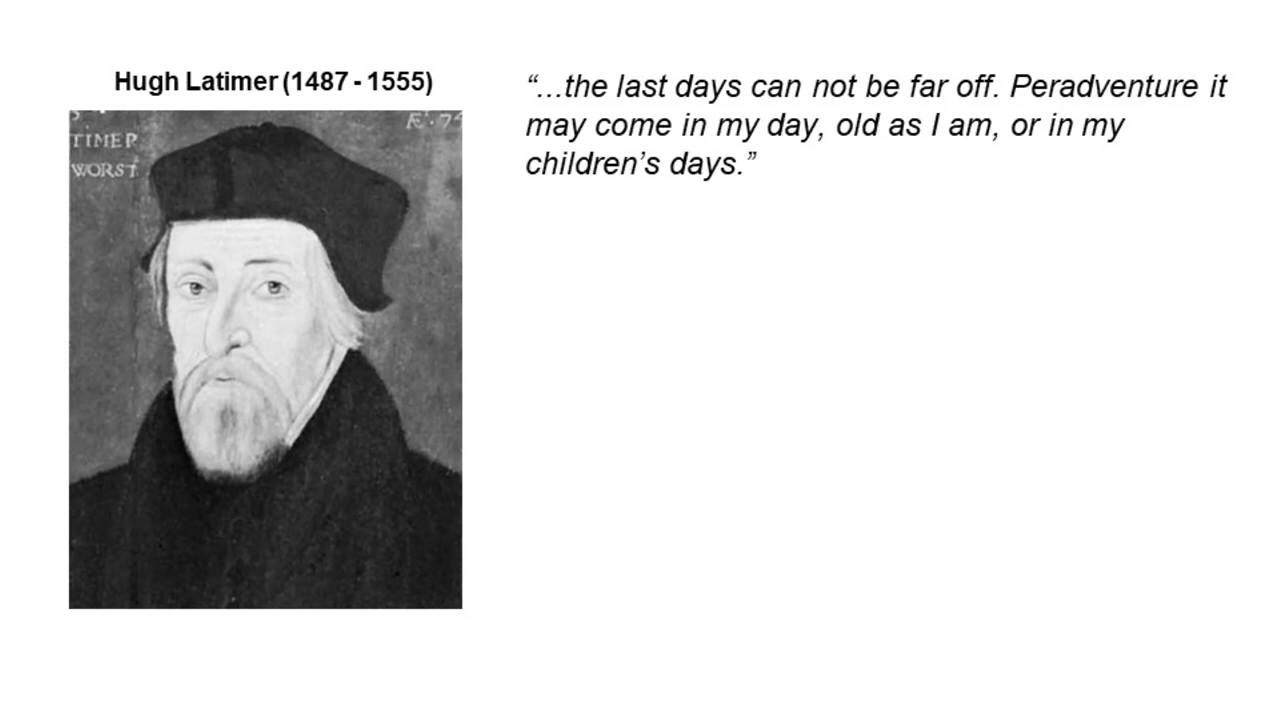 Hugh Latimer (1487 - 1555)
“...the last days can not be far off. Peradventure it
may come in my day, old as I am, or in my
children’s days.”
TIMER
WORST